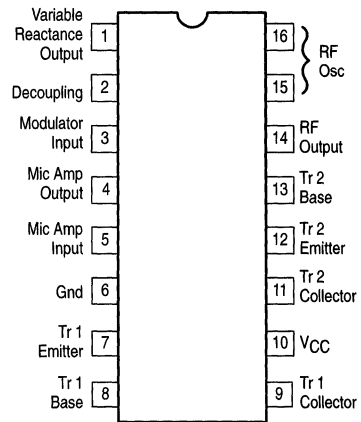 Variable
Reactance
Output
1
Decoupling
2
Modulator
Input
3
Mic Amp
Output
4
Mic Amp
Input
5
Gnd
6
Tr 1
Emitter
7
Tr 1
Base
8
16
15
RF
Osc
14
RF
Output
13
Tr 2
Base
12
Tr 2
Emitter
11
Tr 2
Collector
10
VCC
9
Tr 1
Collector